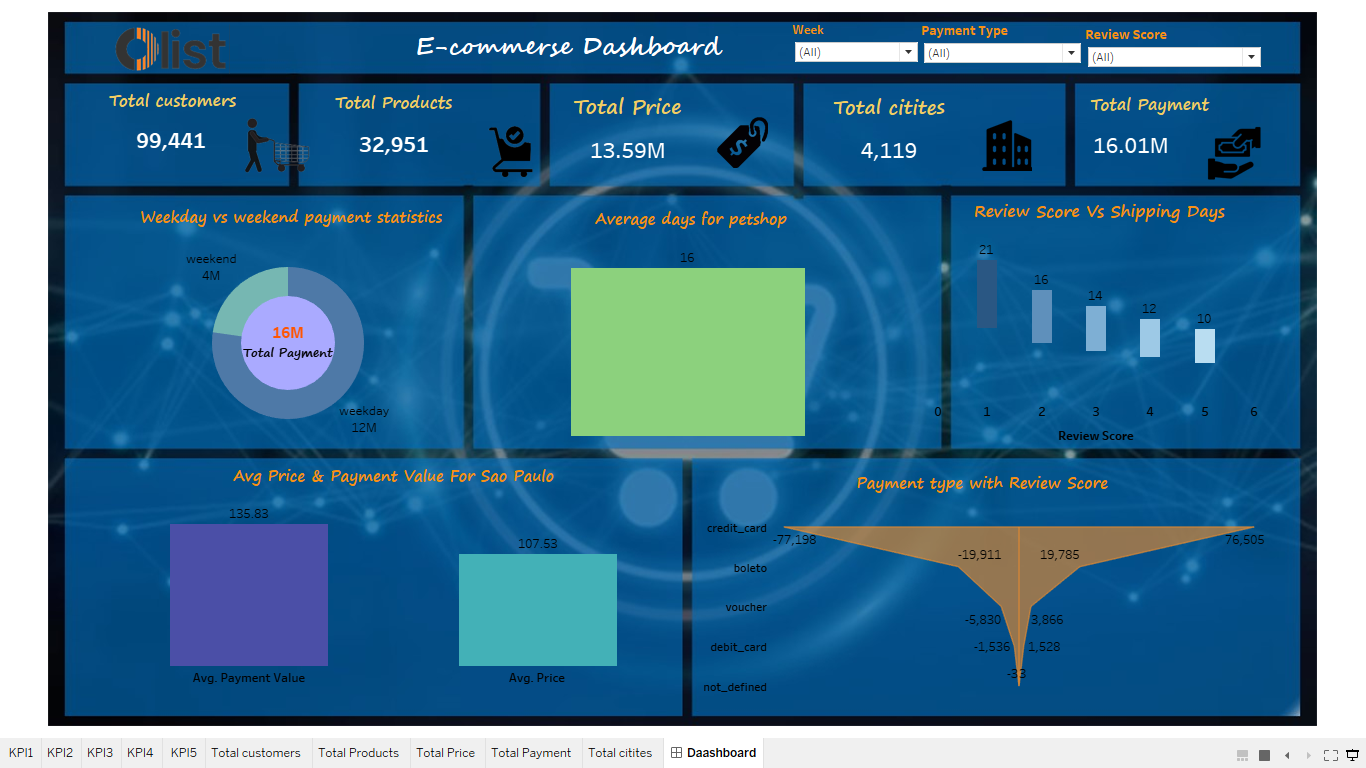 Olist
E-commerse Dashboard
Week
(All)
Payment Type
(All)
Review Score
(All)
Total customers
99,441
Total Products
32,951
Total Price
13.59M
Total citites
4,119
Total Payment
16.01M
Weekday vs weekend payment statistics
weekend
4M
16M
Total Payment
weekday
12M
Average days for petshop
16
Review Score Vs Shipping Days
21
16
14
12
10
0 1 2 3 4 5 6
Review Score
Avg Price & Payment Value For Sao Paulo
135.83
107.53
Avg. Payment Value
Avg. Price
Payment type with Review Score
credit_card
-77,198
76,505
-19,911
19,785
boleto
voucher
-5,830
3,866
debit_card
-1,536
1,528
not_defined
KPI1 KPI2 KPI3 KPI4 KPI5 Total customers Total Products Total Price Total Payment Total citites Daashboard